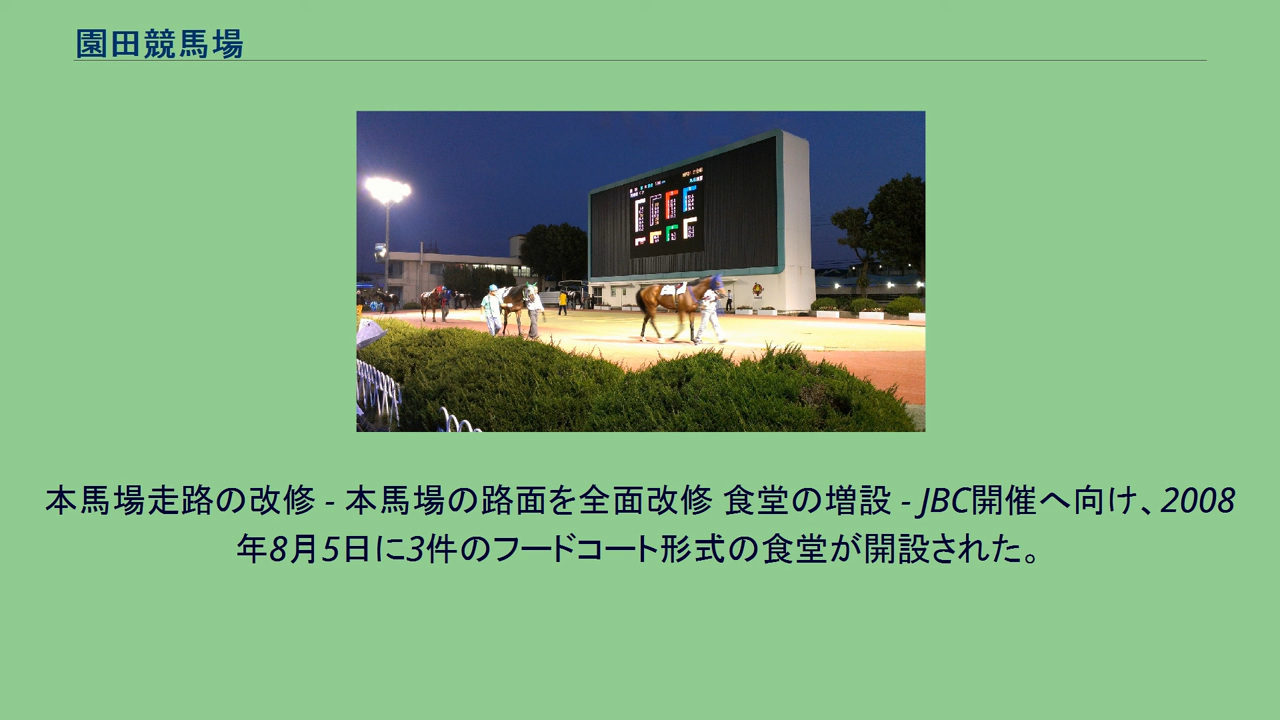 園田競馬場
本馬場走路の改修 - 本馬場の路面を全面改修 食堂の増設 - JBC開催へ向け、2008
年8月5日に3件のフードコート形式の食堂が開設された。